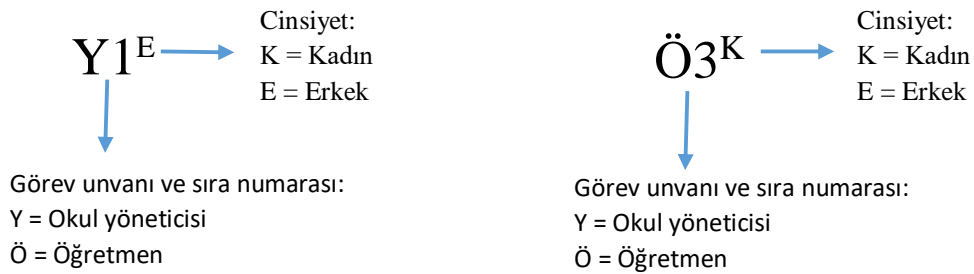 Y1ᴱ
Cinsiyet:
K = Kadın
E = Erkek
Görev unvanı ve sıra numarası:
Y = Okul yöneticisi
Ö = Öğretmen
Ö3ᴷ
Cinsiyet:
K = Kadın
E = Erkek
Görev unvanı ve sıra numarası:
Y = Okul yöneticisi
Ö = Öğretmen